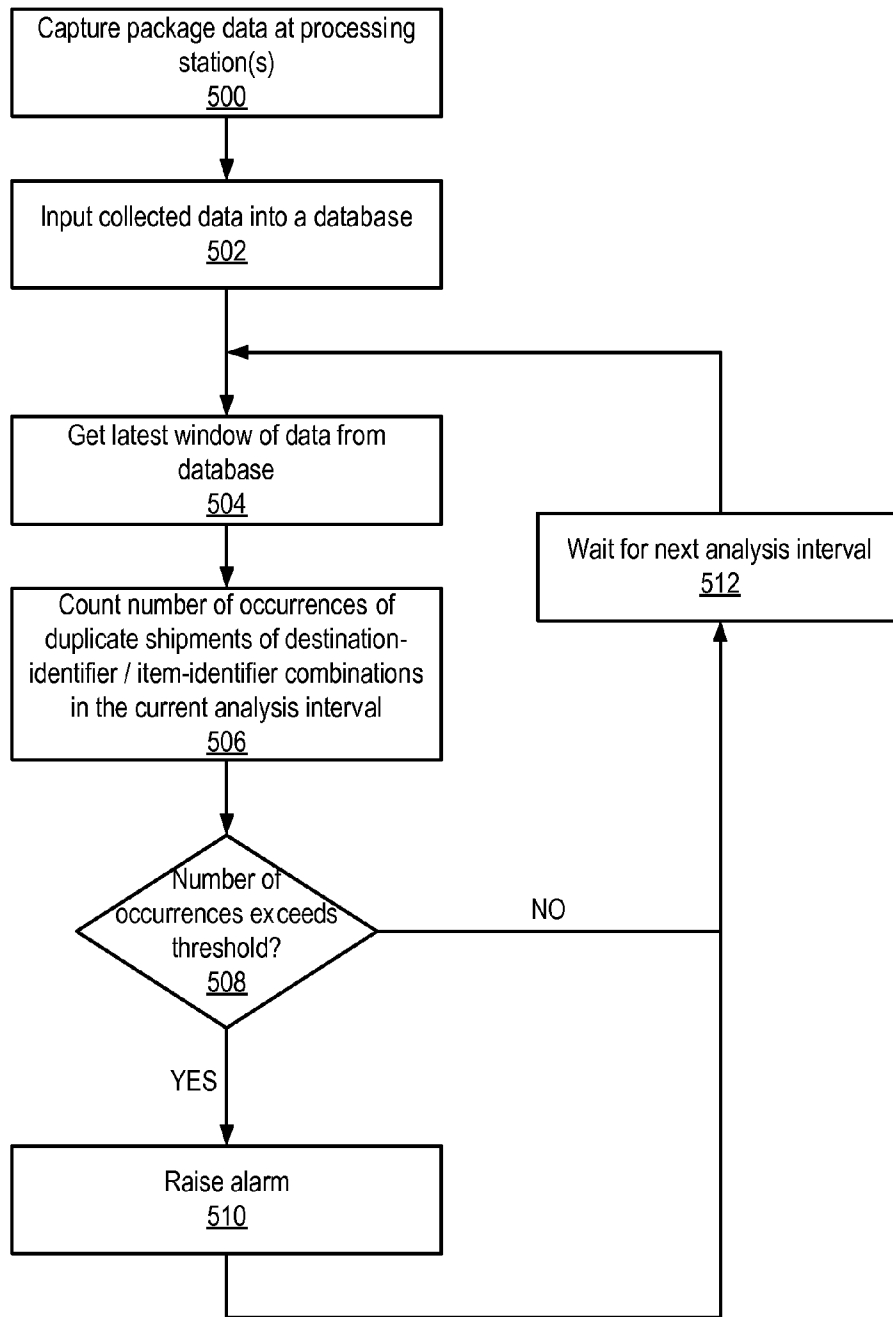 Capture package data at processing
station(s)
500
Input collected data into a database
502
Get latest window of data from
database
504
Wait for next analysis interval
512
Count number of occurrences of
duplicate shipments of destination-
identifier / item-identifier combinations
in the current analysis interval
506
Number of
occurrences exceeds
threshold?
508
NO
YES
Raise alarm
510